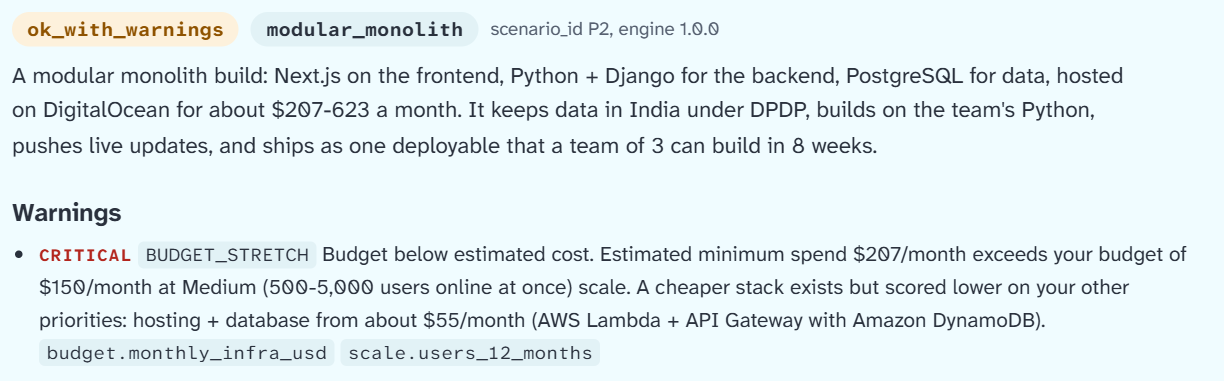 ok_with_warnings modular_monolith scenario_id P2, engine 1.0.0
A modular monolith build: Next.js on the frontend, Python + Django for the backend, PostgreSQL for data, hosted
on DigitalOcean for about $207-623 a month. It keeps data in India under DPDP, builds on the team's Python,
pushes live updates, and ships as one deployable that a team of 3 can build in 8 weeks.
Warnings
• CRITICAL BUDGET_STRETCH Budget below estimated cost. Estimated minimum spend $207/month exceeds your budget of
$150/month at Medium (500-5,000 users online at once) scale. A cheaper stack exists but scored lower on your other
priorities: hosting + database from about $55/month (AWS Lambda + API Gateway with Amazon DynamoDB).
budget.monthly_infra_usd scale.users_12_months